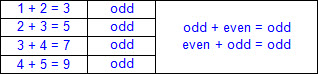 1 + 2 = 3 odd
2 + 3 = 5 odd
3 + 4 = 7 odd
4 + 5 = 9 odd
odd + even = odd
even + odd = odd